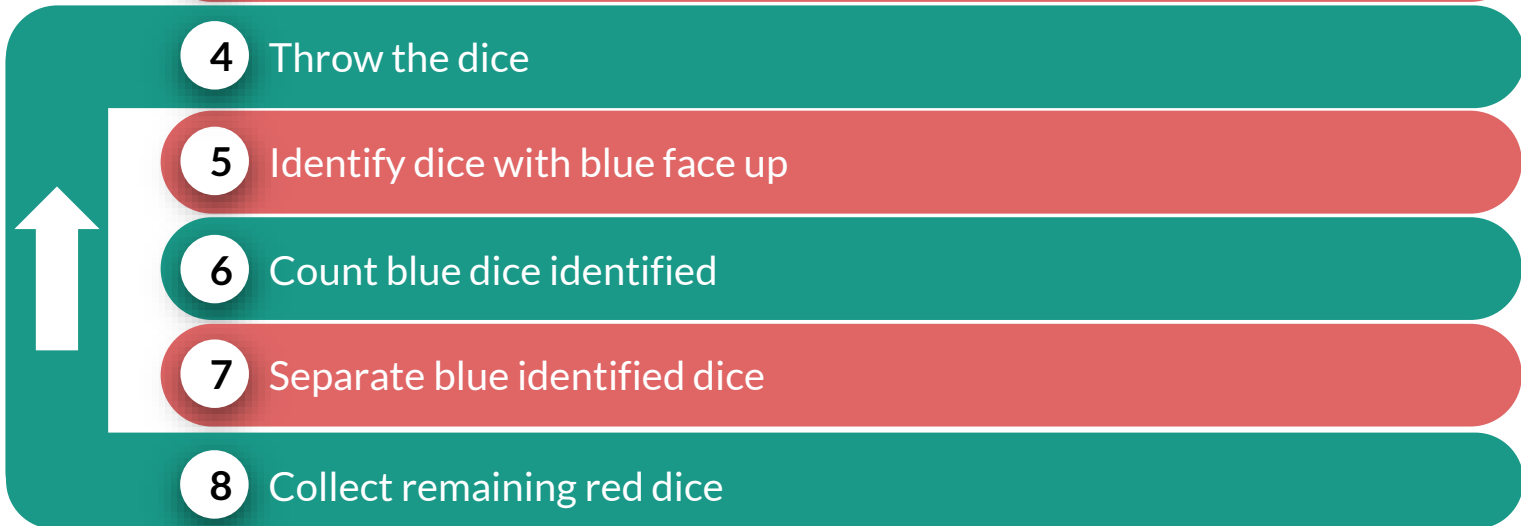 4 Throw the dice
5 Identify dice with blue face up
6 Count blue dice identified
7 Separate blue identified dice
8 Collect remaining red dice